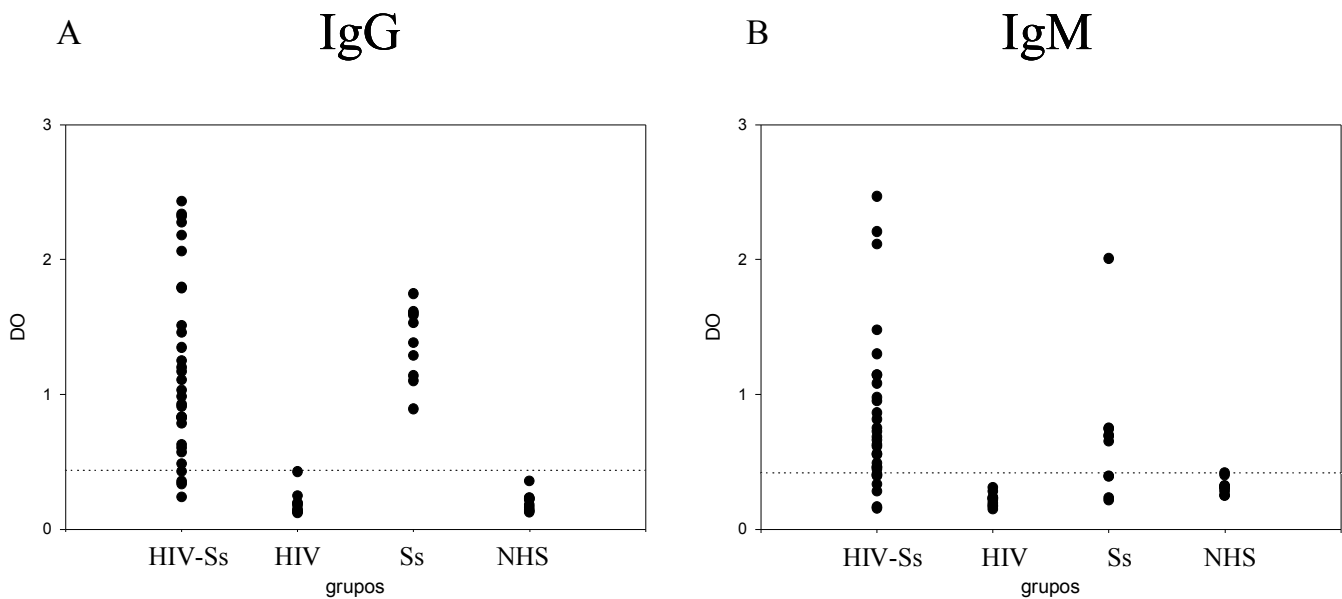 A IgG
3
2
DO
1
0
HIV-Ss HIV Ss NHS
grupos
B IgM
3
2
DO
1
0
HIV-Ss HIV Ss NHS
grupos